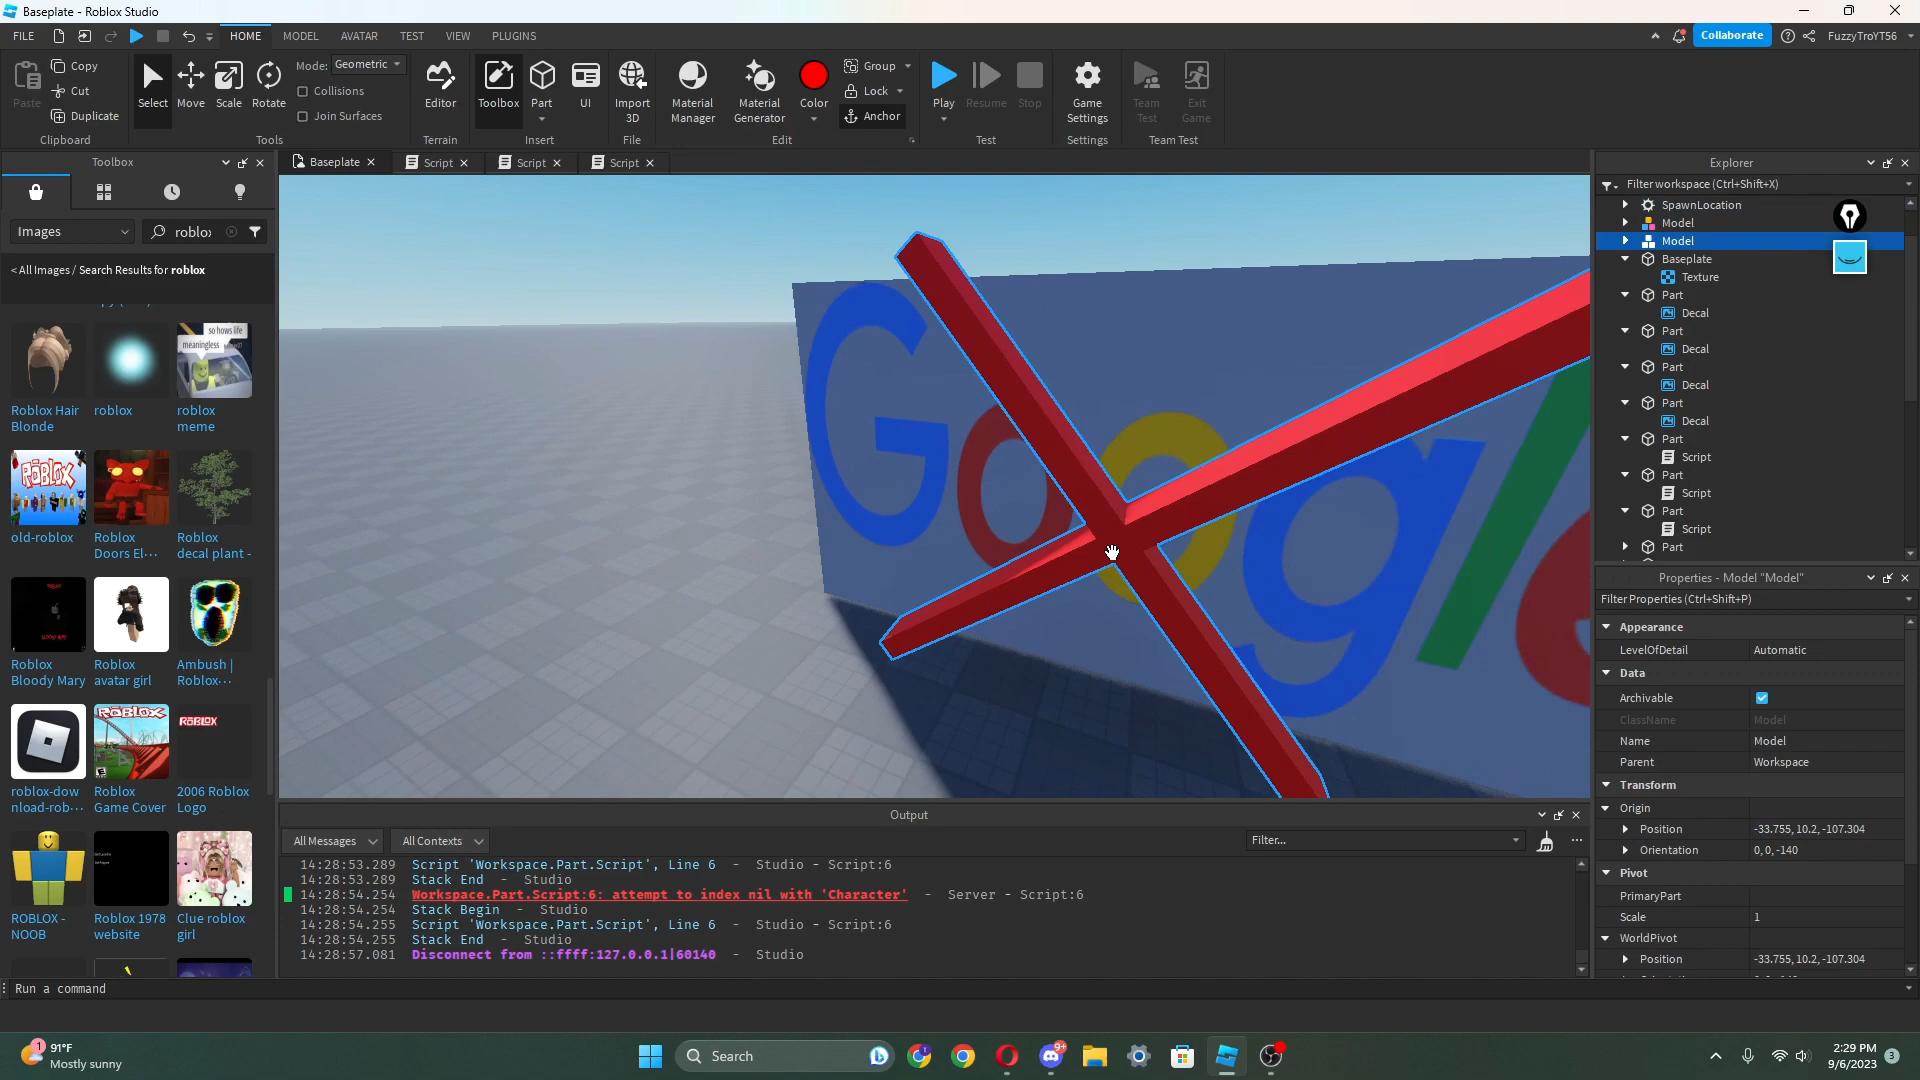 Baseplate - Roblox Studio
FILE HOME MODEL AVATAR TEST VIEW PLUGINS Collaborate FuzzyTroYT56
Paste Copy Cut Duplicate Clipboard
Select Move Scale Rotate Mode: Geometric Collisions Join Surfaces Tools
Editor Terrain
Toolbox Part UI Insert
Import 3D File
Material Manager Material Generator Color Group Lock Anchor Edit
Play Resume Stop Test
Game Settings Settings
Team Test Exit Game Team Test
Toolbox
Images roblo
< All Images / Search Results for roblox
Roblox Hair Blonde
roblox
so hows life
meaningless
roblox meme
ROBLOX
old-roblox
Roblox Doors El...
Roblox decal plant -
Roblox Bloody Mary
Roblox avatar girl
Ambush | Roblox...
roblox-dow nload-rob...
ROBLOX
Roblox Game Cover
ROBLOX
2006 Roblox Logo
ROBLOX - NOOB
Roblox 1978 website
Clue roblox girl
Baseplate Script Script Script
Google
Explorer
Filter workspace (Ctrl+Shift+X)
SpawnLocation
Model
Model
Baseplate
Texture
Part
Decal
Part
Decal
Part
Decal
Part
Decal
Part
Script
Part
Script
Part
Script
Part
Properties - Model "Model"
Filter Properties (Ctrl+Shift+P)
Appearance
LevelOfDetail Automatic
Data
Archivable
ClassName Model
Name Model
Parent Workspace
Transform
Origin
Position -33.755, 10.2, -107.304
Orientation 0, 0, -140
Pivot
PrimaryPart
Scale 1
WorldPivot
Position -33.755, 10.2, -107.304
Output
All Messages All Contexts Filter...
14:28:53.289 Script 'Workspace.Part.Script', Line 6 - Studio - Script:6
14:28:53.289 Stack End - Studio
14:28:54.254 Workspace.Part.Script:6: attempt to index nil with 'Character' - Server - Script:6
14:28:54.254 Stack Begin - Studio
14:28:54.255 Script 'Workspace.Part.Script', Line 6 - Studio - Script:6
14:28:54.255 Stack End - Studio
14:28:57.081 Disconnect from ::ffff:127.0.0.1|60140 - Studio
Run a command
1 91°F
Mostly sunny
Search
9+
2:29 PM
9/6/2023
3